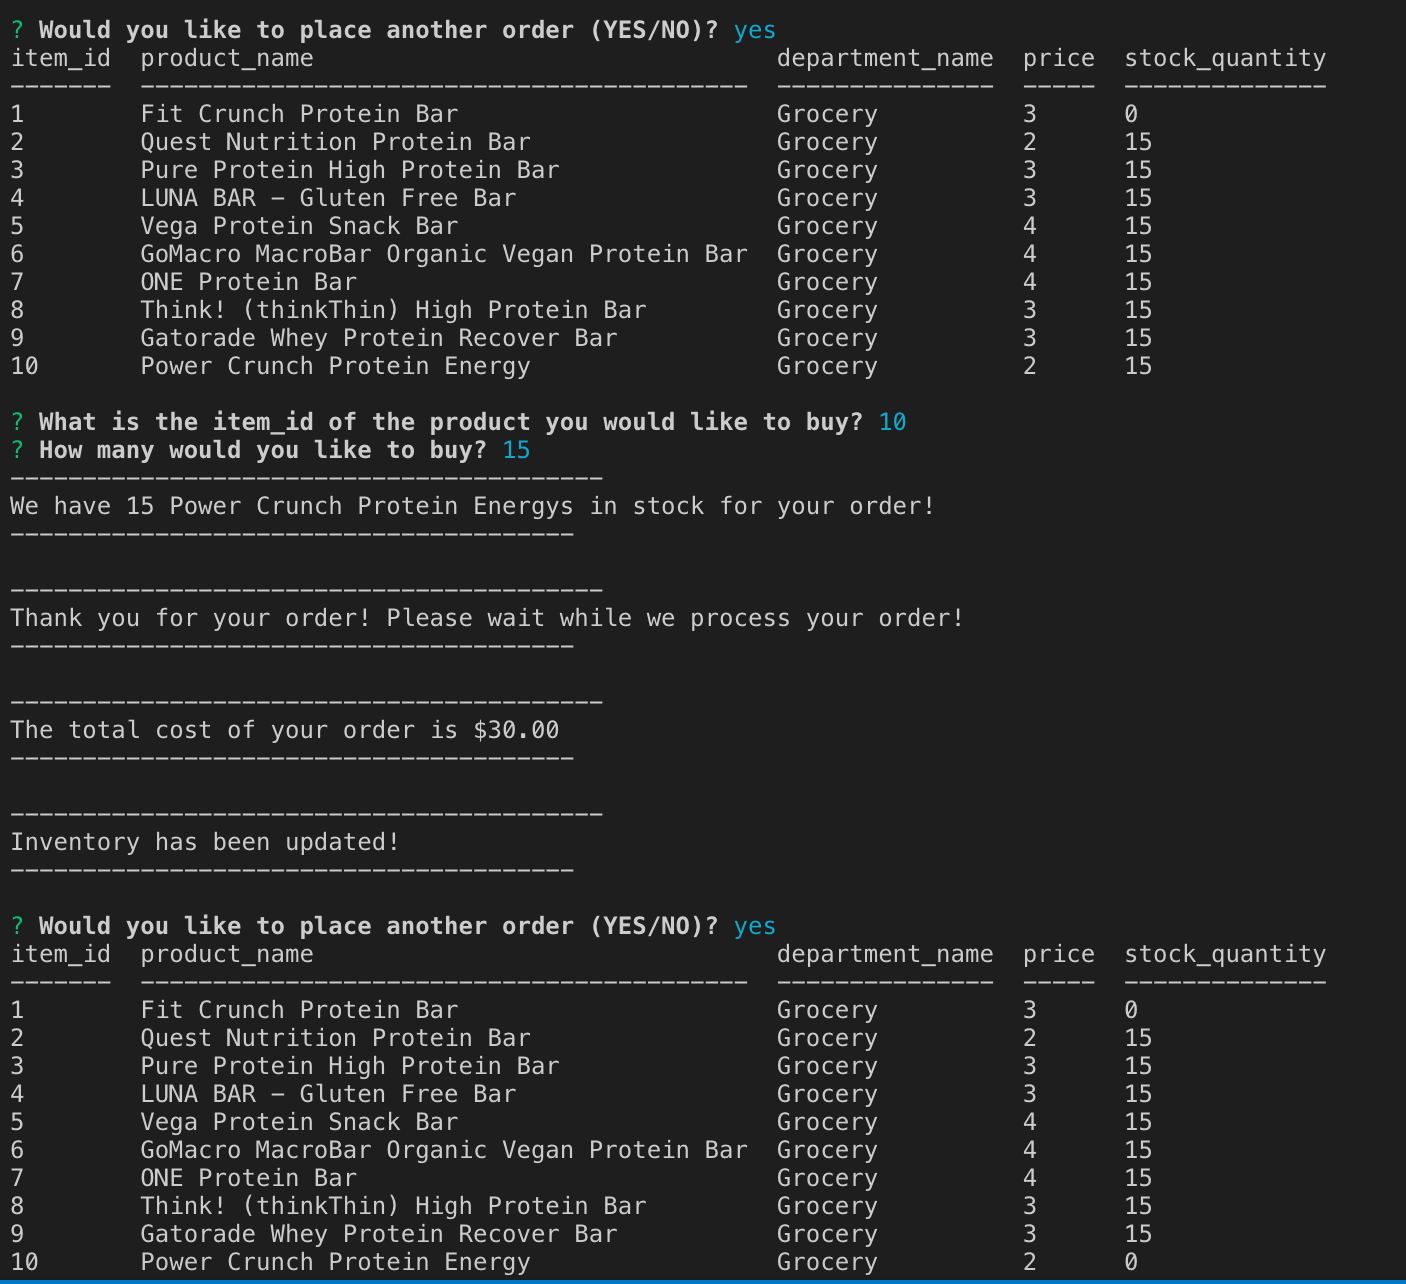 ? Would you like to place another order (YES/NO)? yes
item_id  product_name                                department_name  price  stock_quantity
-------  ------------------------------------------  ---------------  -----  --------------
1        Fit Crunch Protein Bar                      Grocery          3      0
2        Quest Nutrition Protein Bar                 Grocery          2      15
3        Pure Protein High Protein Bar               Grocery          3      15
4        LUNA BAR – Gluten Free Bar                  Grocery          3      15
5        Vega Protein Snack Bar                      Grocery          4      15
6        GoMacro MacroBar Organic Vegan Protein Bar  Grocery          4      15
7        ONE Protein Bar                             Grocery          4      15
8        Think! (thinkThin) High Protein Bar         Grocery          3      15
9        Gatorade Whey Protein Recover Bar           Grocery          3      15
10       Power Crunch Protein Energy                 Grocery          2      15

? What is the item_id of the product you would like to buy? 10
? How many would you like to buy? 15
-----------------------------------------
We have 15 Power Crunch Protein Energys in stock for your order!
---------------------------------------

-----------------------------------------
Thank you for your order! Please wait while we process your order!
---------------------------------------

-----------------------------------------
The total cost of your order is $30.00
---------------------------------------

-----------------------------------------
Inventory has been updated!
---------------------------------------

? Would you like to place another order (YES/NO)? yes
item_id  product_name                                department_name  price  stock_quantity
-------  ------------------------------------------  ---------------  -----  --------------
1        Fit Crunch Protein Bar                      Grocery          3      0
2        Quest Nutrition Protein Bar                 Grocery          2      15
3        Pure Protein High Protein Bar               Grocery          3      15
4        LUNA BAR – Gluten Free Bar                  Grocery          3      15
5        Vega Protein Snack Bar                      Grocery          4      15
6        GoMacro MacroBar Organic Vegan Protein Bar  Grocery          4      15
7        ONE Protein Bar                             Grocery          4      15
8        Think! (thinkThin) High Protein Bar         Grocery          3      15
9        Gatorade Whey Protein Recover Bar           Grocery          3      15
10       Power Crunch Protein Energy                 Grocery          2      0